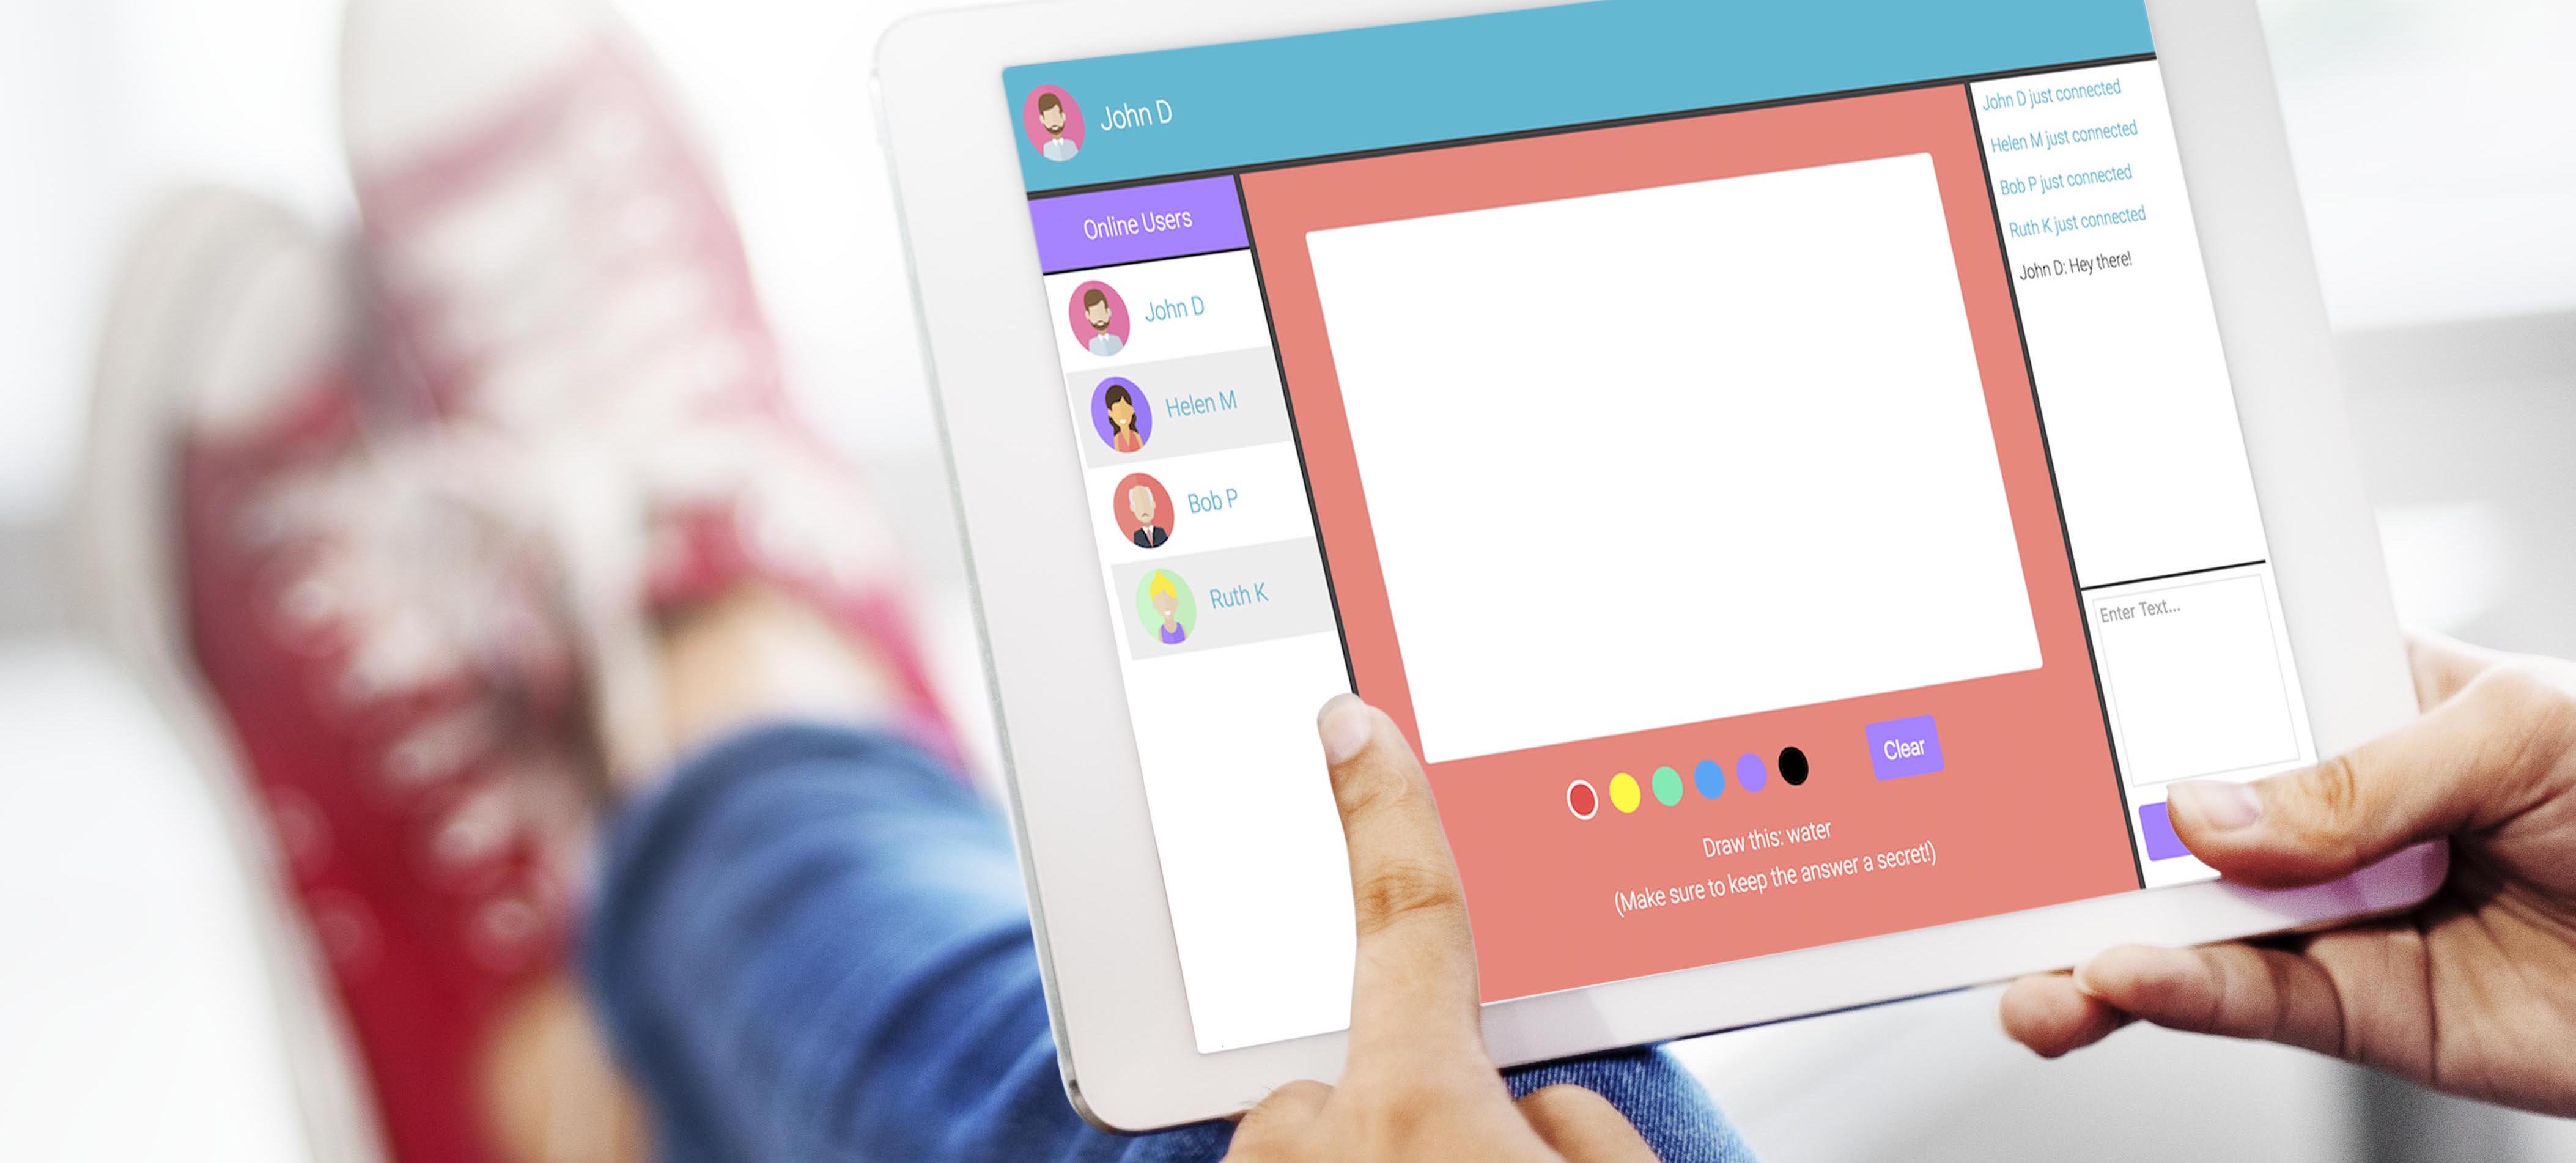 John D
Online Users
John D
Helen M
Bob P
Ruth K
Clear
Draw this: water
(Make sure to keep the answer a secret!)
John D just connected
Helen M just connected
Bob P just connected
Ruth K just connected
John D: Hey there!
Enter Text...